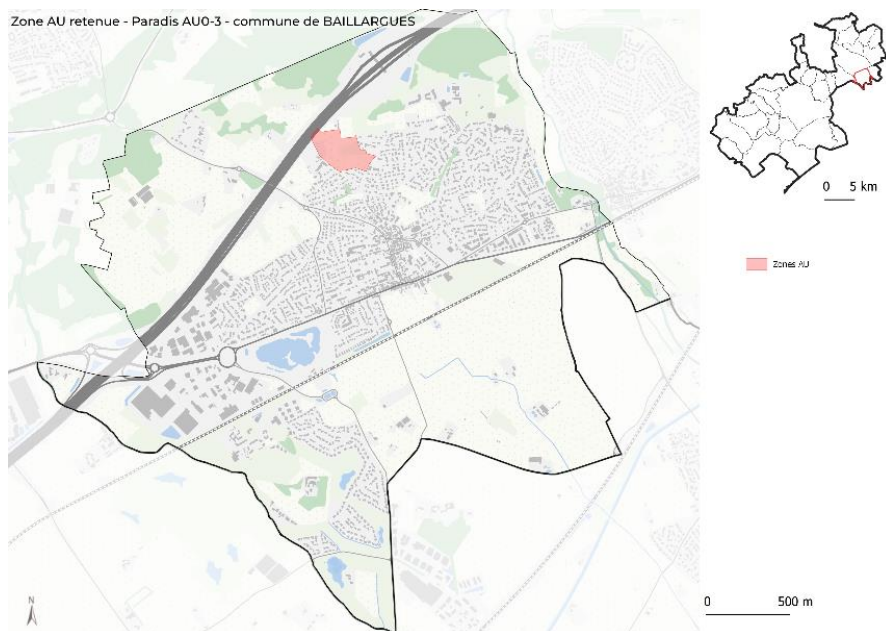 Zone AU retenue - Paradis AU0-3 - commune de BAILLARGUES
0 5 km
Zones AU
N
0 500 m